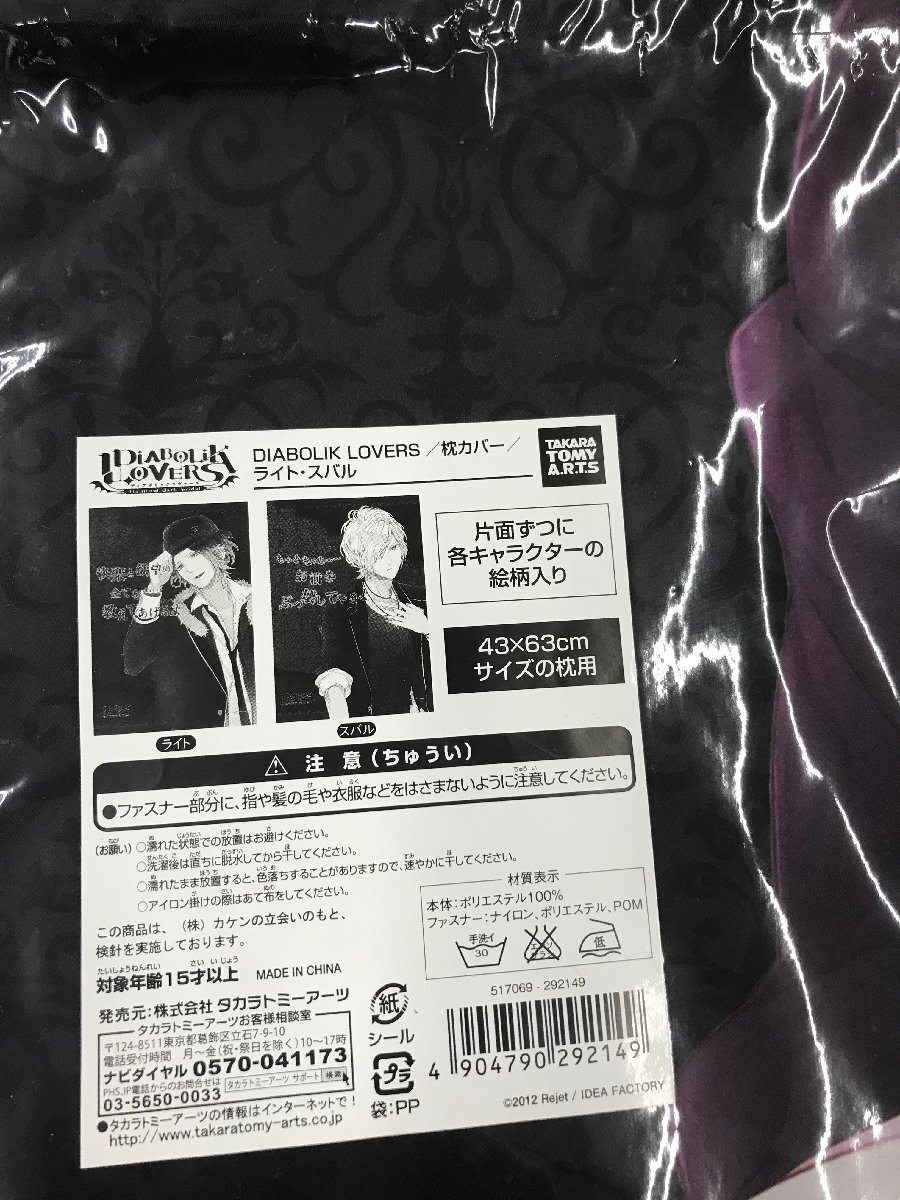 DIABOLIK LOVERS
DIABOLIK LOVERS／枕カバー／
ライト・スバル
TAKARA
TOMY
A.R.T.S
お前を
片面ずつに
各キャラクターの
絵柄入り
43×63cm
サイズの枕用
ライト
スバル
注意（ちゅうい）
●ファスナー部分に、指や髪の毛や衣服などをはさまないように注意してください。
（お願い）○濡れた状態での放置はお避けください。
○洗濯後は直ちに脱水してから干してください。
○濡れたまま放置すると、色落ちすることがありますので、速やかに干してください。
○アイロン掛けの際はあて布をしてください。
この商品は、（株）カケンの立会いのもと、
検針を実施しております。
対象年齢15才以上 MADE IN CHINA
材質表示
本体：ポリエステル100%
ファスナー：ナイロン、ポリエステル、POM
手洗イ
30
エンソ
サラシ
低
517069 - 292149
発売元：株式会社 タカラトミーアーツ
タカラトミーアーツお客様相談室
〒124-8511東京都葛飾区立石7-9-10
電話受付時間 月〜金（祝・祭日を除く）10〜17時
ナビダイヤル 0570-041173
PHS,IP電話からのお問合せは
03-5650-0033
タカラトミーアーツ サポート 検索
●タカラトミーアーツの情報はインターネットで！
http://www.takaratomy-arts.co.jp
紙
シール
プラ
袋：PP
4 904790 292149
©2012 Rejet / IDEA FACTORY